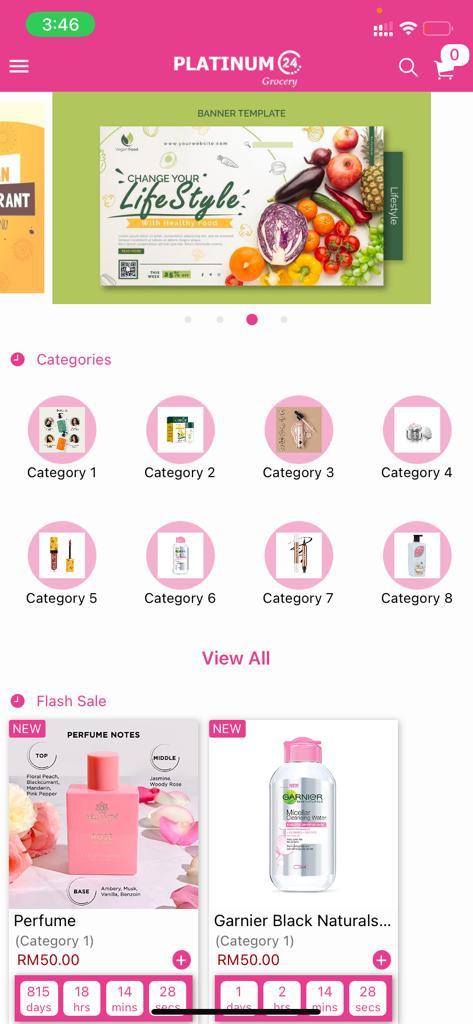 3:46
PLATINUM 24
Grocery
0
BANNER TEMPLATE
Vegan Food
www.yourwebsite.com
CHANGE YOUR
LifeStyle
With Healthy Food
THIS WEEK
25% OFF
Lifestyle
RANT
Categories
Category 1
Category 2
Category 3
Category 4
Category 5
Category 6
Category 7
Category 8
View All
Flash Sale
NEW
PERFUME NOTES
TOP
Floral Peach,
Blackcurrant,
Mandarin,
Pink Pepper
MIDDLE
Jasmine,
Woody Rose
BASE
Ambery, Musk,
Vanilla, Benzoin
Perfume
(Category 1)
RM50.00
815 days
18 hrs
14 mins
28 secs
NEW
GARNIER
Micellar
Cleansing Water
Garnier Black Naturals...
(Category 1)
RM50.00
1 days
2 hrs
14 mins
28 secs